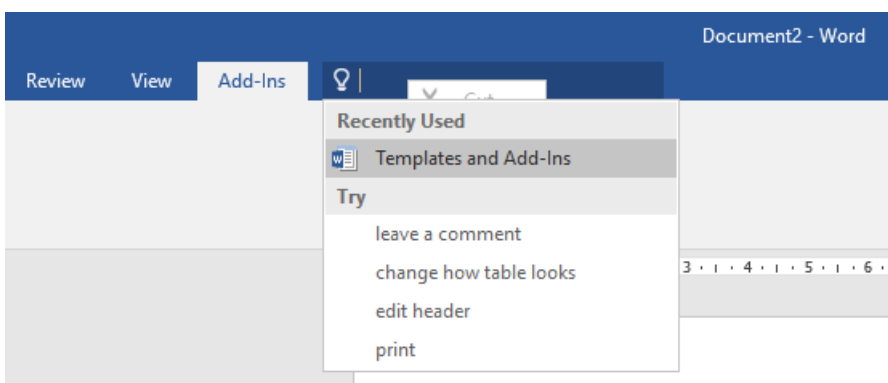 Document2 - Word
Review View Add-Ins
Recently Used
Templates and Add-Ins
Try
leave a comment
change how table looks
edit header
print
3 · ı · 4 · ı · 5 · ı · 6 ·